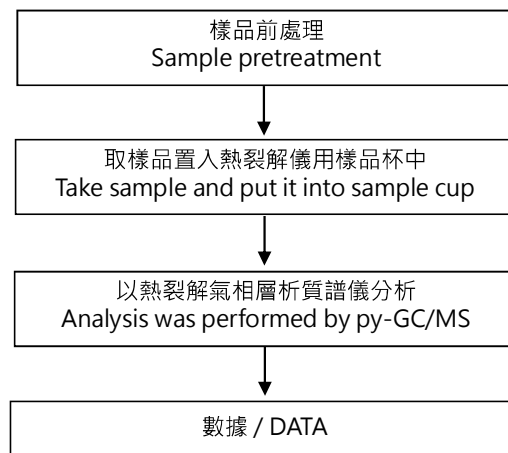 樣品前處理
Sample pretreatment
取樣品置入熱裂解儀用樣品杯中
Take sample and put it into sample cup
以熱裂解氣相層析質譜儀分析
Analysis was performed by py-GC/MS
數據 / DATA